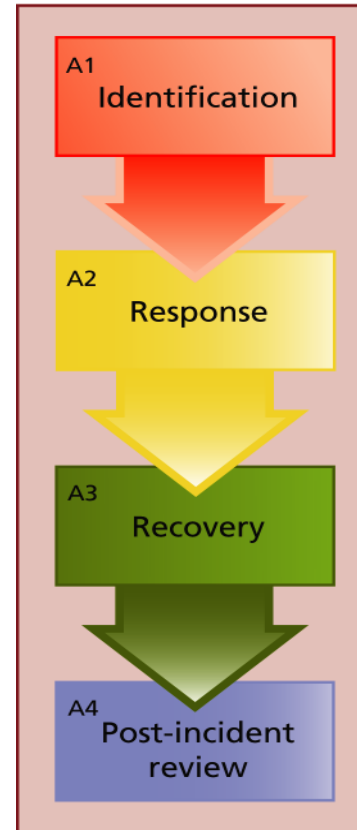 A1
Identification
A2
Response
A3
Recovery
A4
Post-incident
review